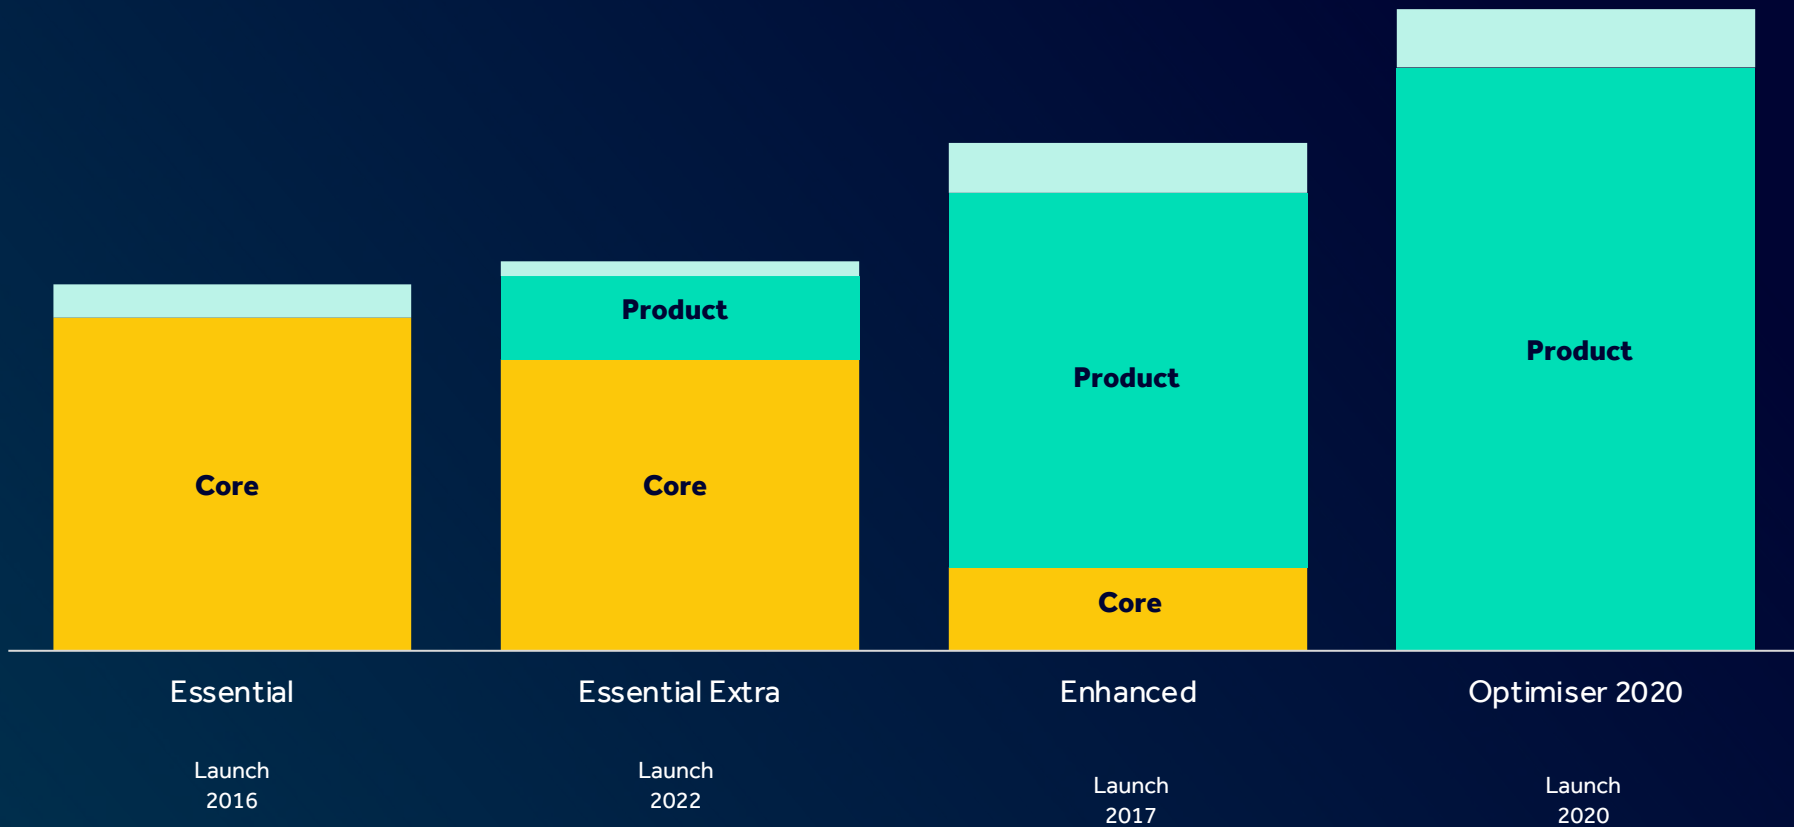 Product
Core
Product
Core
Product
Core
Product
Essential
Essential Extra
Enhanced
Optimiser 2020
Launch
2016
Launch
2022
Launch
2017
Launch
2020